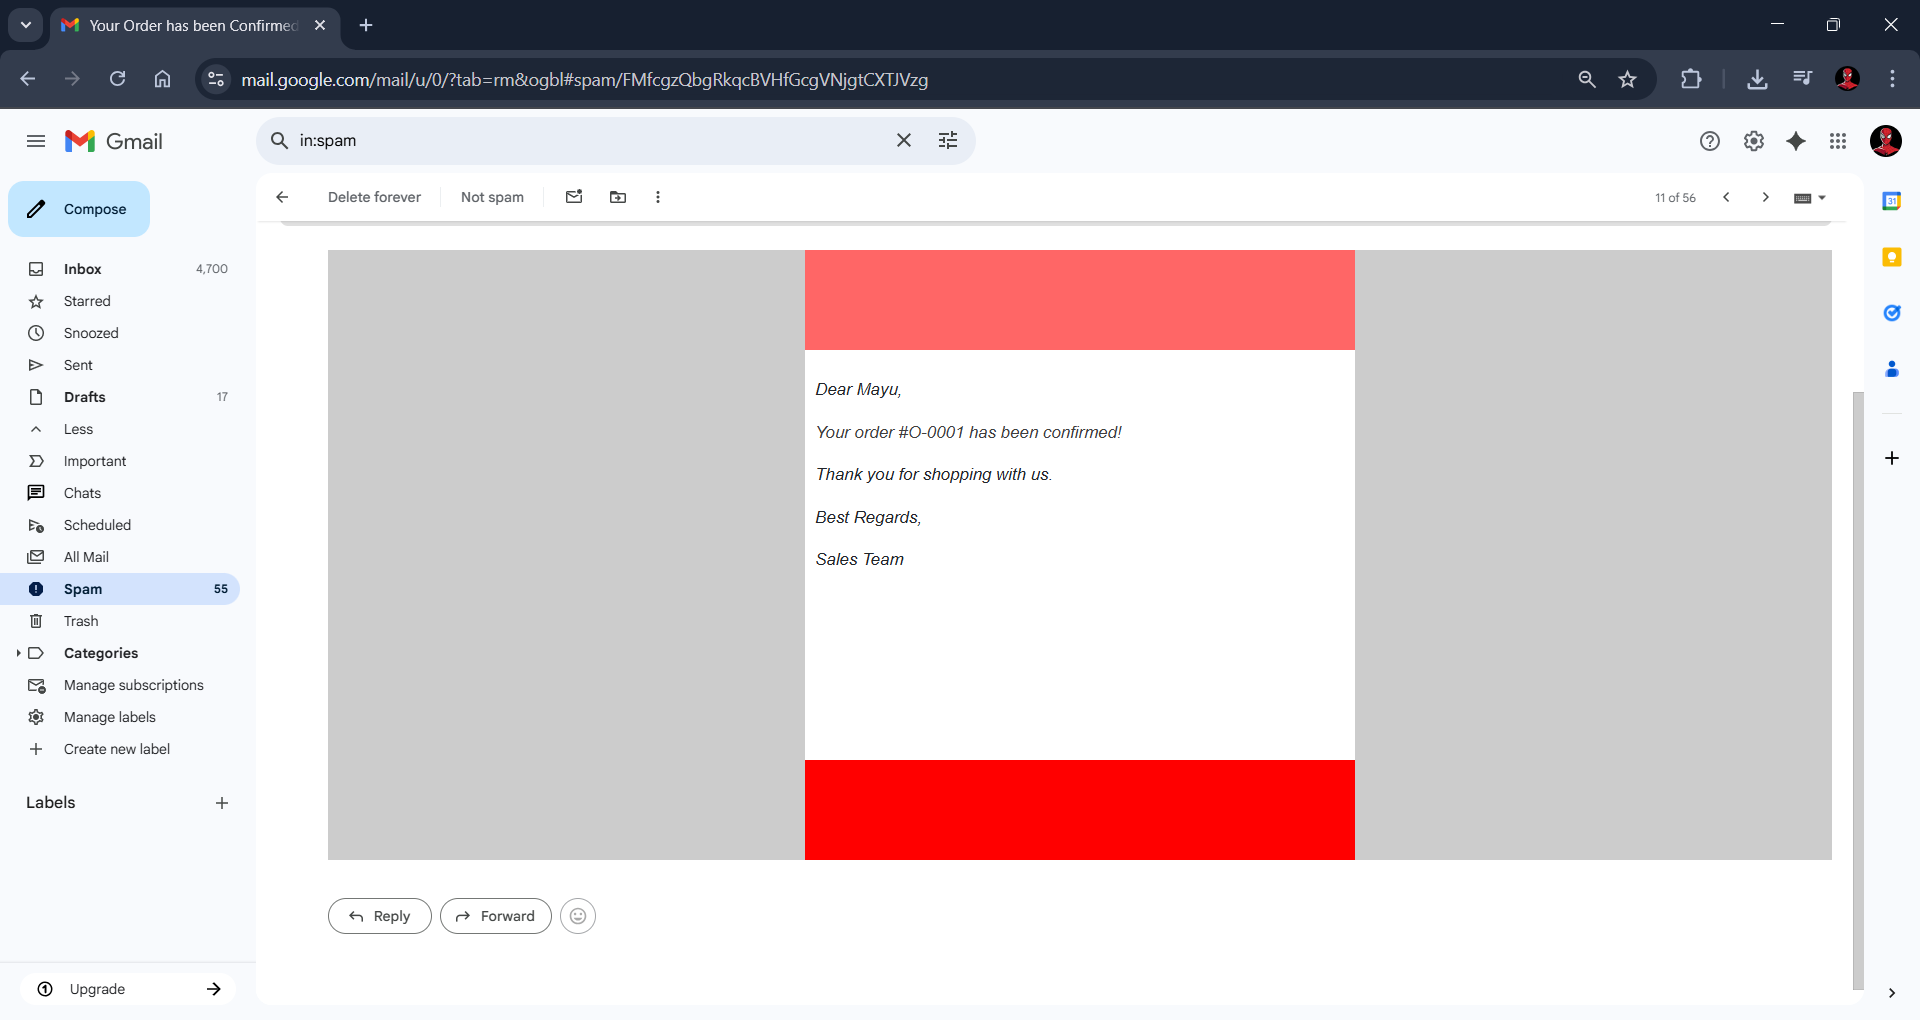 Your Order has been Confirmed
mail.google.com/mail/u/0/?tab=rm&ogbl#spam/FMfcgzQbgRkqcBVHfGcgVNjgtCXTJVzg
Gmail
in:spam
Compose
Delete forever
Not spam
11 of 56
Inbox 4,700
Starred
Snoozed
Sent
Drafts 17
Less
Important
Chats
Scheduled
All Mail
Spam 55
Trash
Categories
Manage subscriptions
Manage labels
Create new label
Labels
Upgrade
Dear Mayu,
Your order #O-0001 has been confirmed!
Thank you for shopping with us.
Best Regards,
Sales Team
Reply
Forward
31